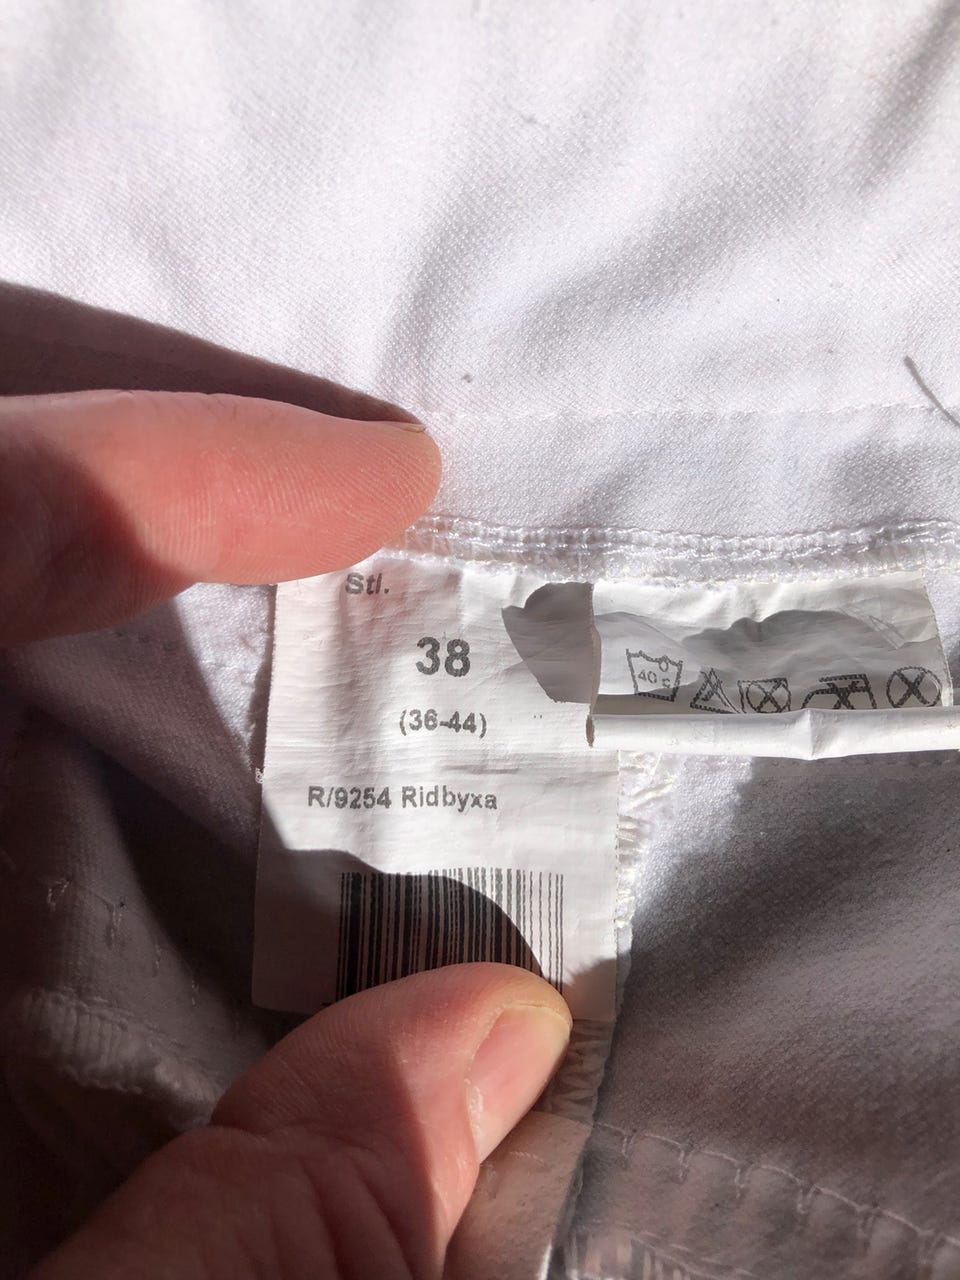 Stl.
38
(36-44)
R/9254 Ridbyxa
40 c